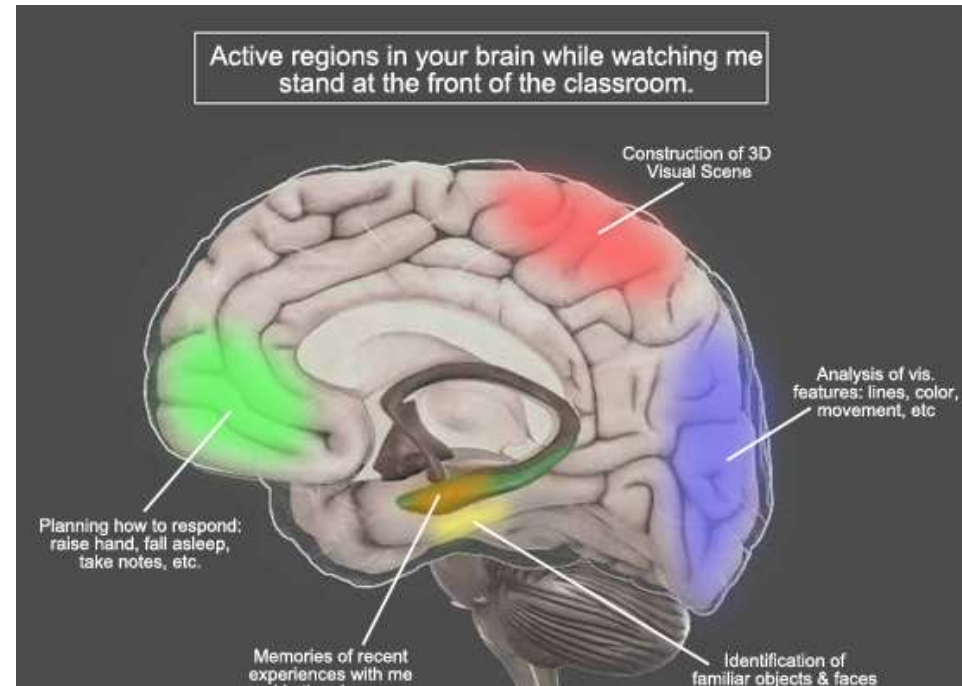 Active regions in your brain while watching me
stand at the front of the classroom.
Construction of 3D
Visual Scene
Analysis of vis.
features: lines, color,
movement, etc
Planning how to respond:
raise hand, fall asleep,
take notes, etc.
Memories of recent
experiences with me
Identification of
familiar objects & faces